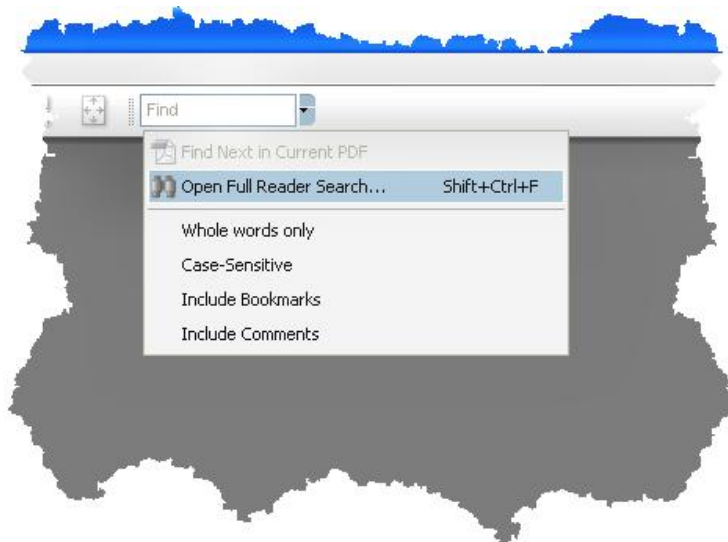 Find
Find Next in Current PDF
Open Full Reader Search... Shift+Ctrl+F
Whole words only
Case-Sensitive
Include Bookmarks
Include Comments